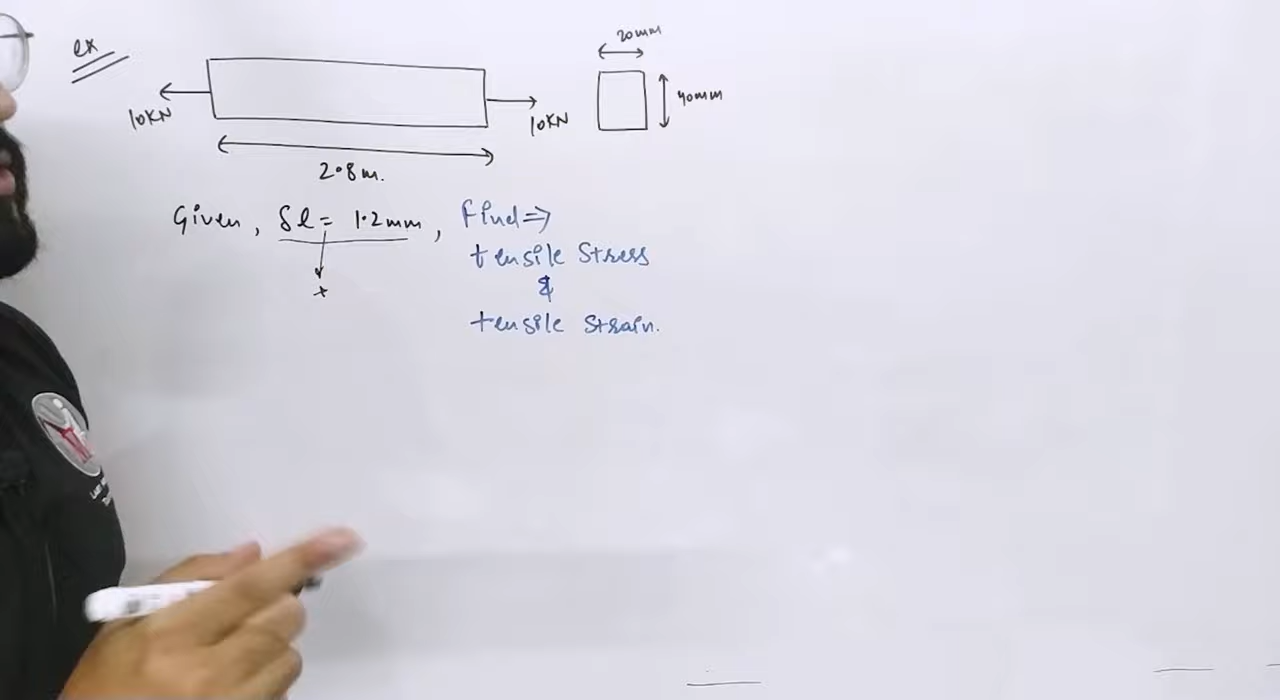 ex
20mm
40mm
10KN
10KN
2.8m.
Given, δl = 1.2mm, Find⇒
tensile Stress
&
tensile Strain.